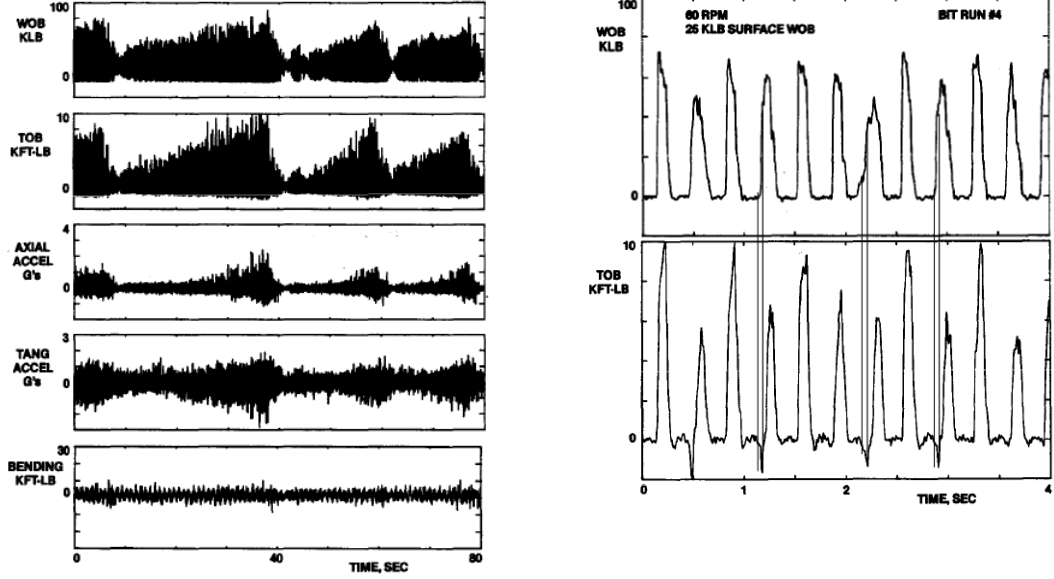 100
WOB
KLB
0
10
TOB
KFT-LB
0
4
AXIAL
ACCEL
G's
0
3
TANG
ACCEL
G's
0
30
BENDING
KFT-LB
0
0
40
80
TIME, SEC
100
60 RPM
BIT RUN #4
25 KLB SURFACE WOB
WOB
KLB
0
10
TOB
KFT-LB
0
0
1
2
4
TIME, SEC